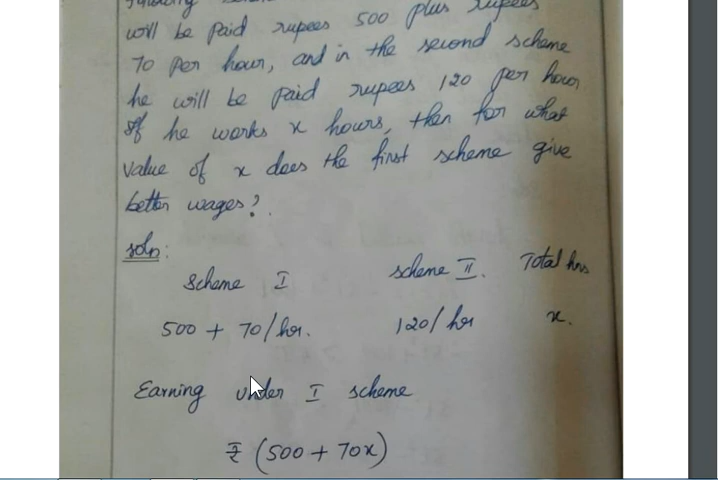 will be paid rupees 500 plus rupees
70 per hour, and in the second scheme
he will be paid rupees 120 per hour
If he works x hours, then for what
value of x does the first scheme give
better wages?
soln:
Scheme I scheme II. Total hrs
500 + 70/hr. 120/hr x.
Earning under I scheme
₹ (500 + 70x)